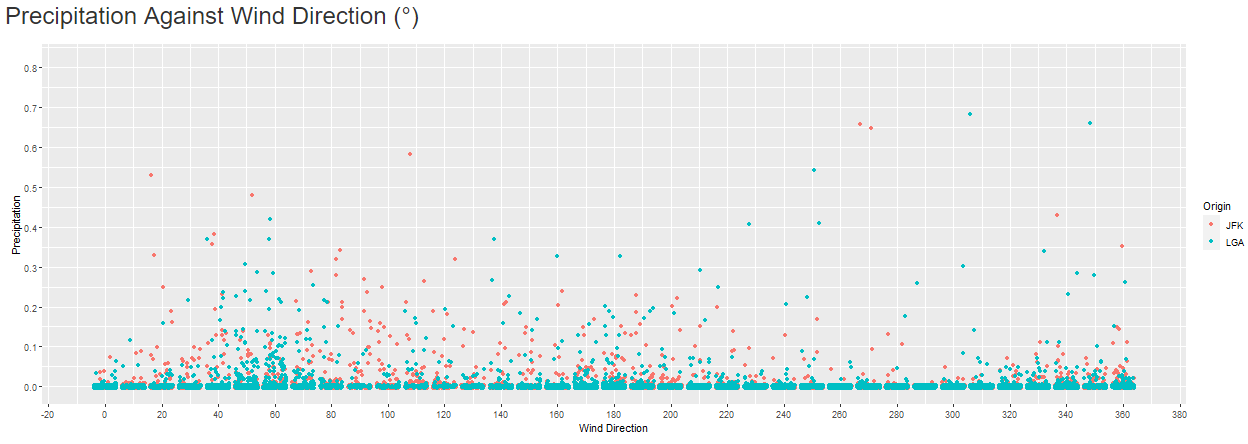 Precipitation Against Wind Direction (°)
0.8
0.7
0.6
0.5
0.4
0.3
0.2
0.1
0.0
Precipitation
-20 0 20 40 60 80 100 120 140 160 180 200 220 240 260 280 300 320 340 360 380
Wind Direction
Origin
JFK
LGA